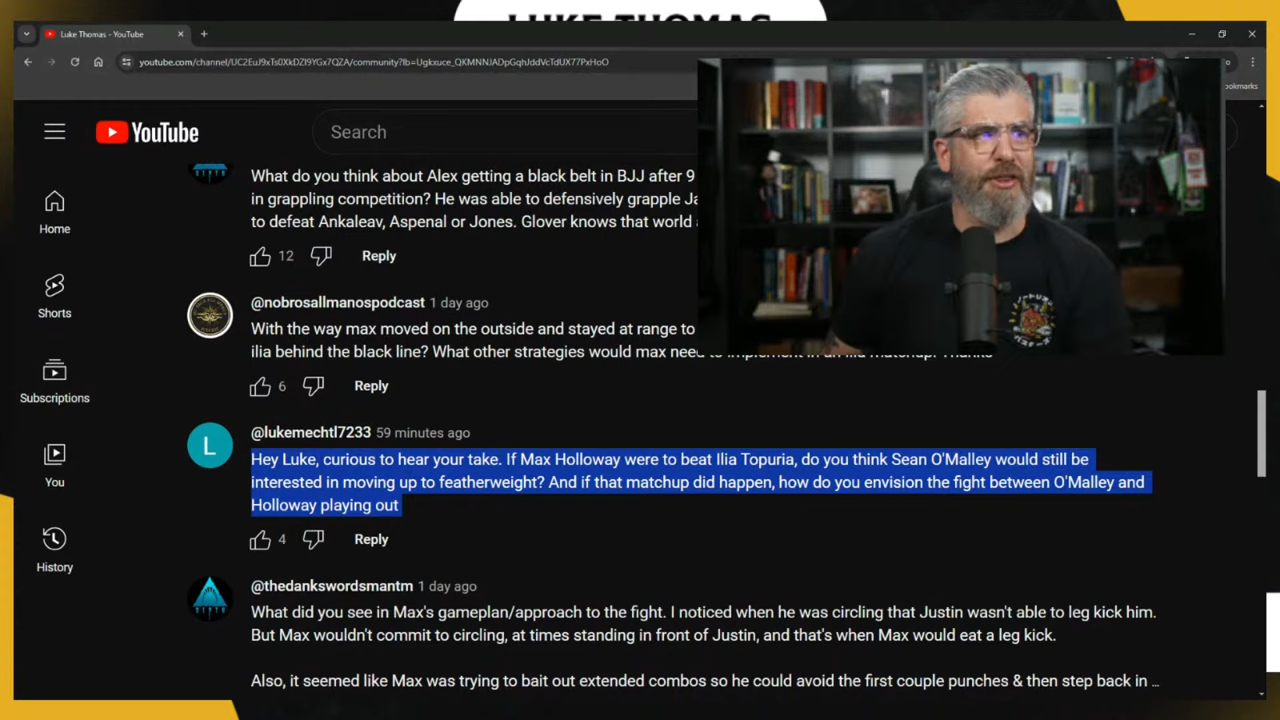 LUKE THOMAS
Luke Thomas - YouTube
youtube.com/channel/
YouTube
Search
Home
Shorts
Subscriptions
You
History
What do you think about Alex getting a black belt in BJJ after 9
in grappling competition? He was able to defensively grapple Ja
to defeat Ankaleav, Aspenal or Jones. Glover knows that world
12
Reply
@nobrosallmanospodcast 1 day ago
With the way max moved on the outside and stayed at range to
ilia behind the black line? What other strategies would max need to implement in an ilia matchup. Thanks
6
Reply
L
@lukemechtl7233 59 minutes ago
Hey Luke, curious to hear your take. If Max Holloway were to beat Ilia Topuria, do you think Sean O'Malley would still be
interested in moving up to featherweight? And if that matchup did happen, how do you envision the fight between O'Malley and
Holloway playing out
4
Reply
@thedankswordsmantm 1 day ago
What did you see in Max's gameplan/approach to the fight. I noticed when he was circling that Justin wasn't able to leg kick him.
But Max wouldn't commit to circling, at times standing in front of Justin, and that's when Max would eat a leg kick.
Also, it seemed like Max was trying to bait out extended combos so he could avoid the first couple punches & then step back in ...